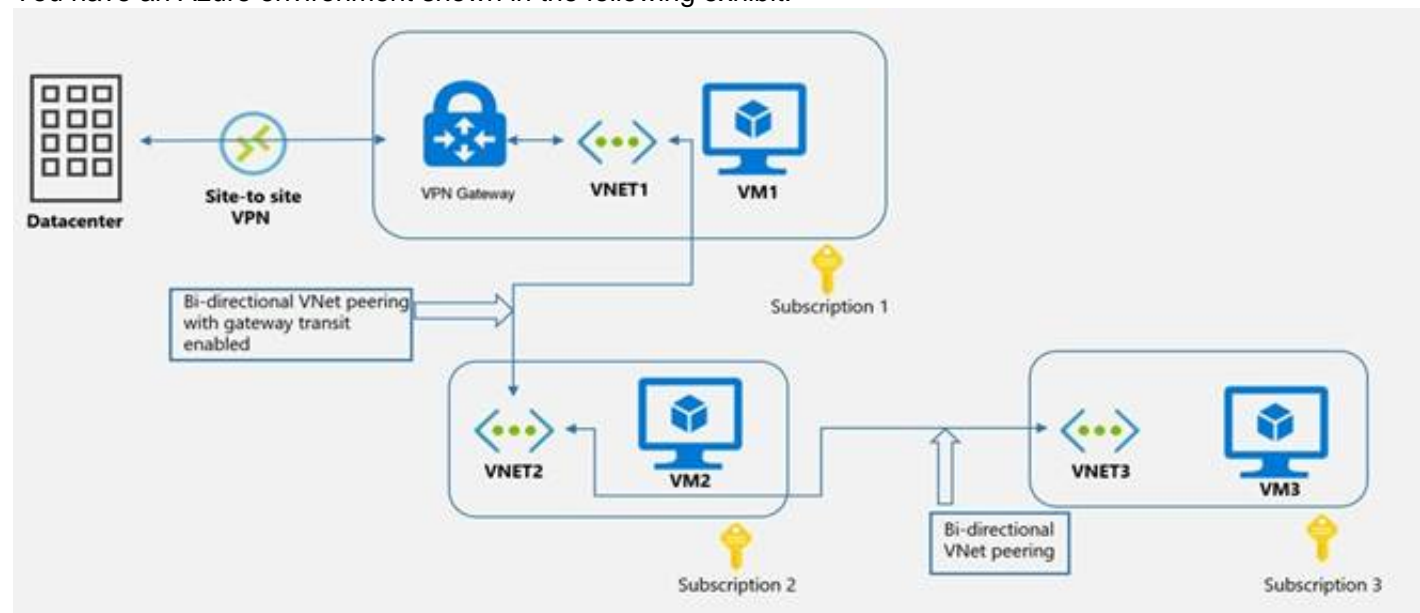 You have an Azure environment shown in the following exhibit.
Datacenter
Site-to site
VPN
VPN Gateway
VNET1
VM1
Subscription 1
Bi-directional VNet peering
with gateway transit
enabled
VNET2
VM2
Subscription 2
Bi-directional
VNet peering
VNET3
VM3
Subscription 3